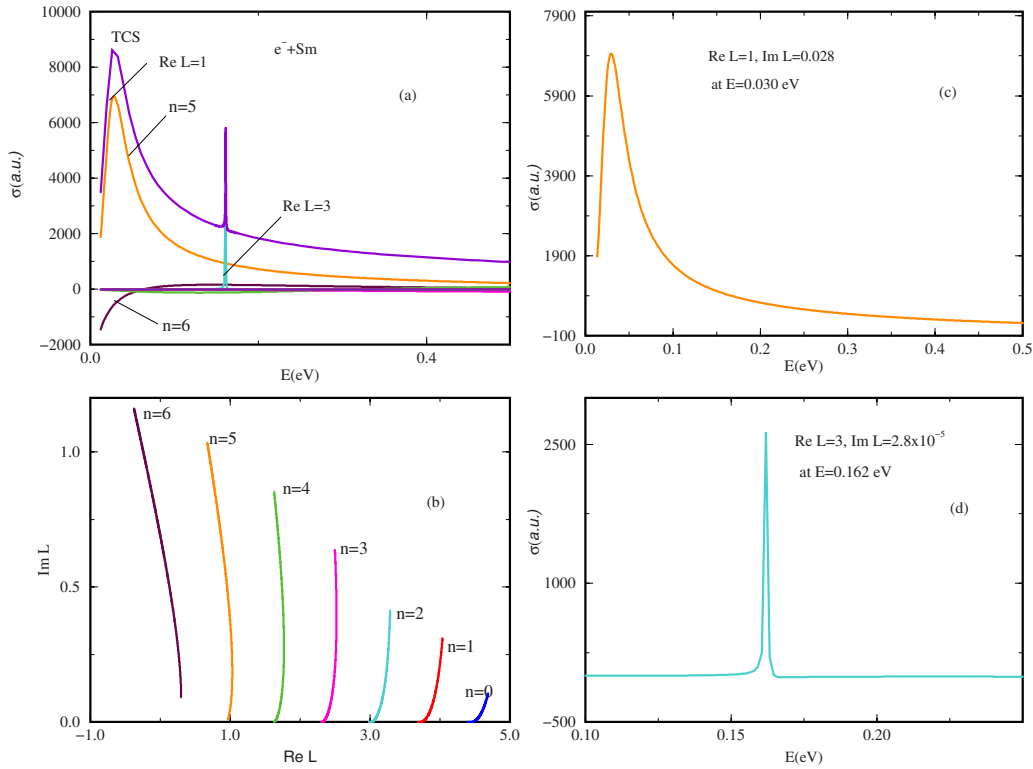 10000
8000
6000
4000
2000
0
−2000
σ(a.u.)
TCS
e⁻+Sm
Re L=1
n=5
(a)
Re L=3
n=6
0.0
0.4
E(eV)
7900
5900
3900
1900
−100
σ(a.u.)
Re L=1, Im L=0.028
at E=0.030 eV
(c)
0.0
0.1
0.2
0.3
0.4
0.5
E(eV)
1.0
0.5
0.0
Im L
n=6
n=5
n=4
(b)
n=3
n=2
n=1
n=0
−1.0
1.0
3.0
5.0
Re L
2500
1000
−500
σ(a.u.)
Re L=3, Im L=2.8x10⁻⁵
at E=0.162 eV
(d)
0.10
0.15
0.20
E(eV)